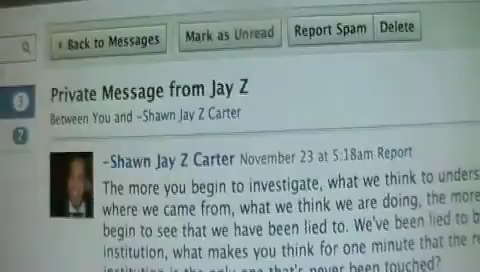 Back to Messages
Mark as Unread
Report Spam
Delete
Private Message from Jay Z
Between You and -Shawn Jay Z Carter
3
7
-Shawn Jay Z Carter November 23 at 5:18am Report
The more you begin to investigate, what we think to unders
where we came from, what we think we are doing, the more
begin to see that we have been lied to. We've been lied to b
institution, what makes you think for one minute that the re
institution is the only one that's never been touched?